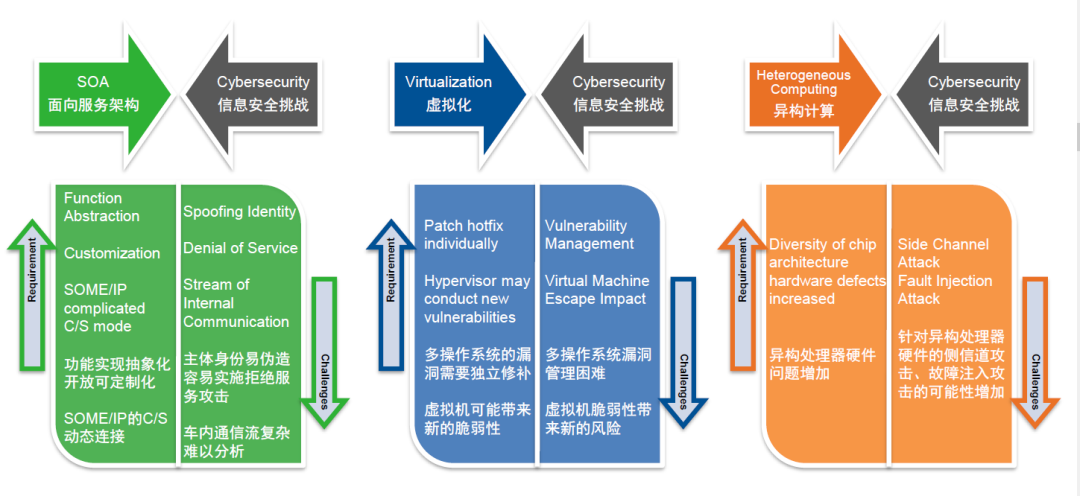 SOA
面向服务架构
Cybersecurity
信息安全挑战
Virtualization
虚拟化
Cybersecurity
信息安全挑战
Heterogeneous
Computing
异构计算
Cybersecurity
信息安全挑战
Requirement
Function
Abstraction
Customization
SOME/IP
complicated
C/S mode
功能实现抽象化
开放可定制化
SOME/IP的C/S
动态连接
Spoofing Identity
Denial of Service
Stream of
Internal
Communication
主体身份易伪造
容易实施拒绝服
务攻击
车内通信流复杂
难以分析
Challenges
Requirement
Patch hotfix
individually
Hypervisor may
conduct new
vulnerabilities
多操作系统的漏
洞需要独立修补
虚拟机可能带来
新的脆弱性
Vulnerability
Management
Virtual Machine
Escape Impact
多操作系统漏洞
管理困难
虚拟机脆弱性带
来新的风险
Challenges
Requirement
Diversity of chip
architecture
hardware defects
increased
异构处理器硬件
问题增加
Side Channel
Attack
Fault Injection
Attack
针对异构处理器
硬件的侧信道攻
击、故障注入攻
击的可能性增加
Challenges